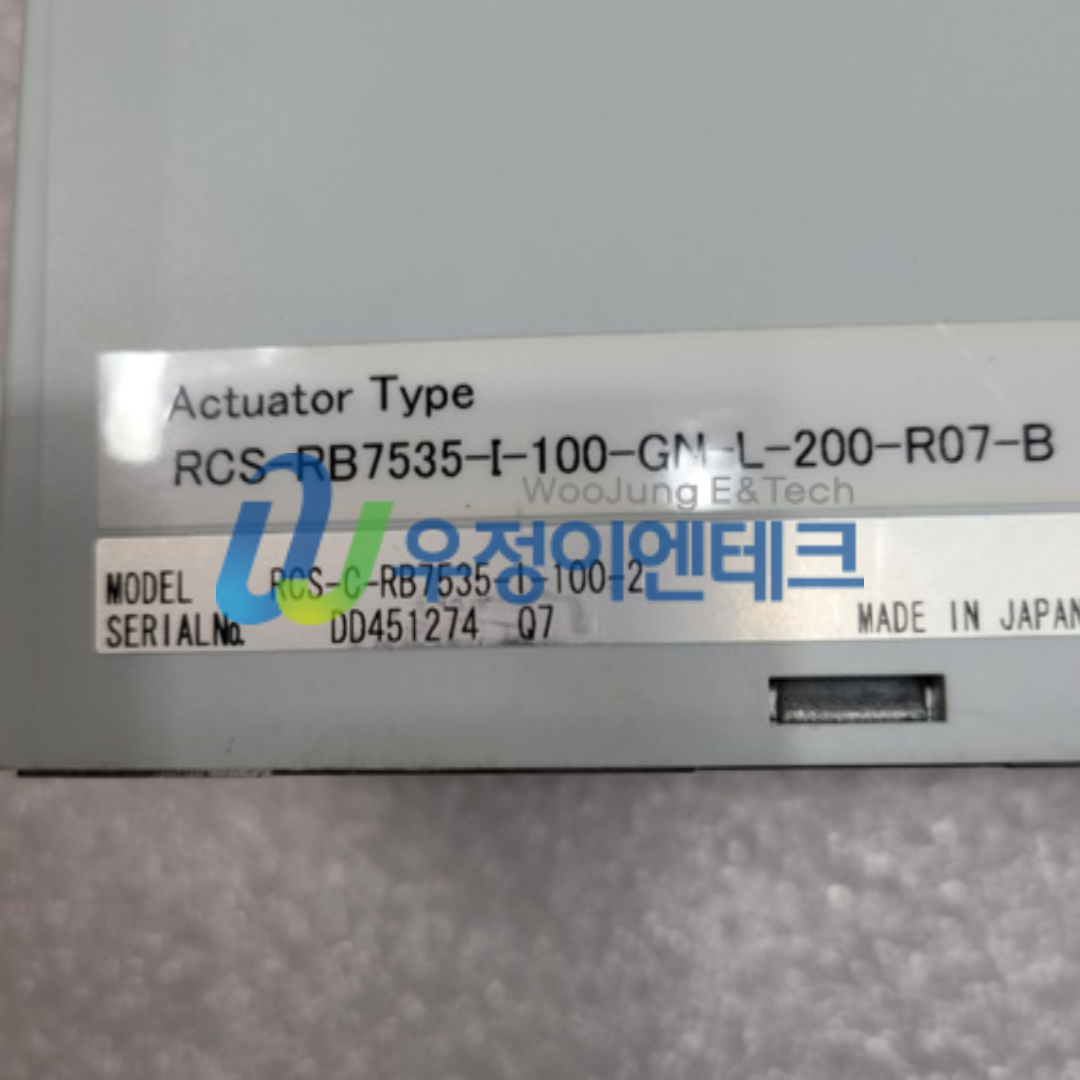 Actuator Type
RCS-RB7535-I-100-GN-L-200-R07-B
WooJung E&Tech
우정이엔테크
MODEL RCS-C-RB7535-I-100-2
SERIALNo. DD451274 Q7
MADE IN JAPAN